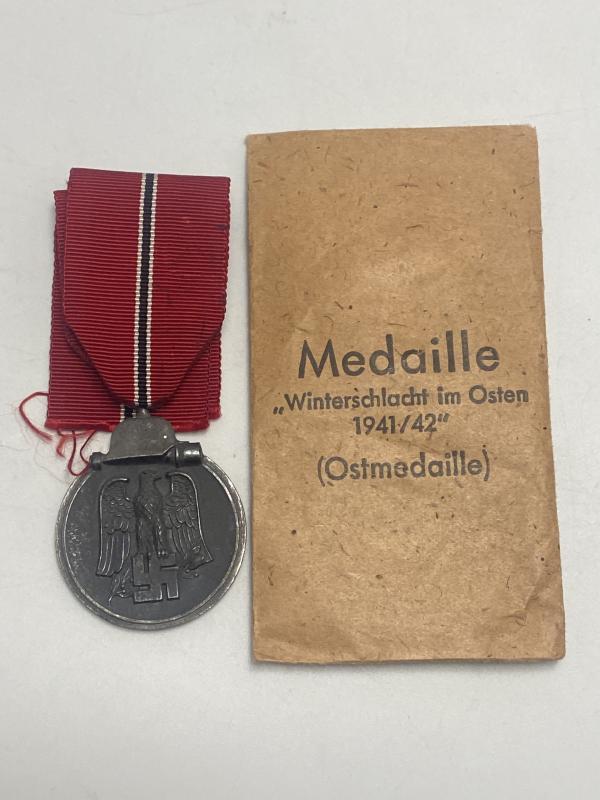 Medaille
„Winterschlacht im Osten
1941/42“
(Ostmedaille)